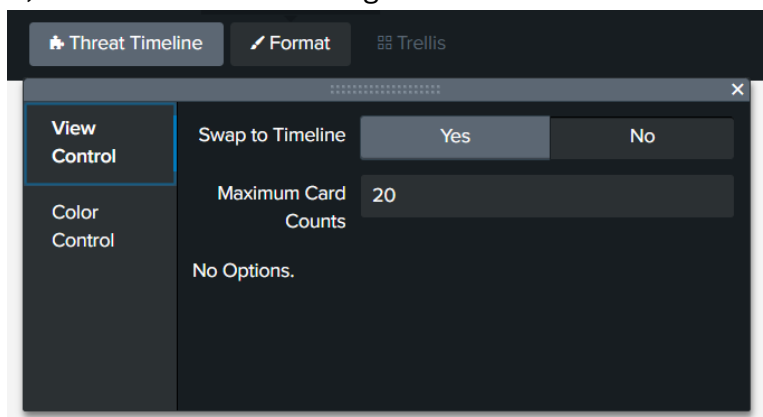 Threat Timeline Format Trellis
View Control
Swap to Timeline Yes No
Maximum Card Counts 20
Color Control
No Options.